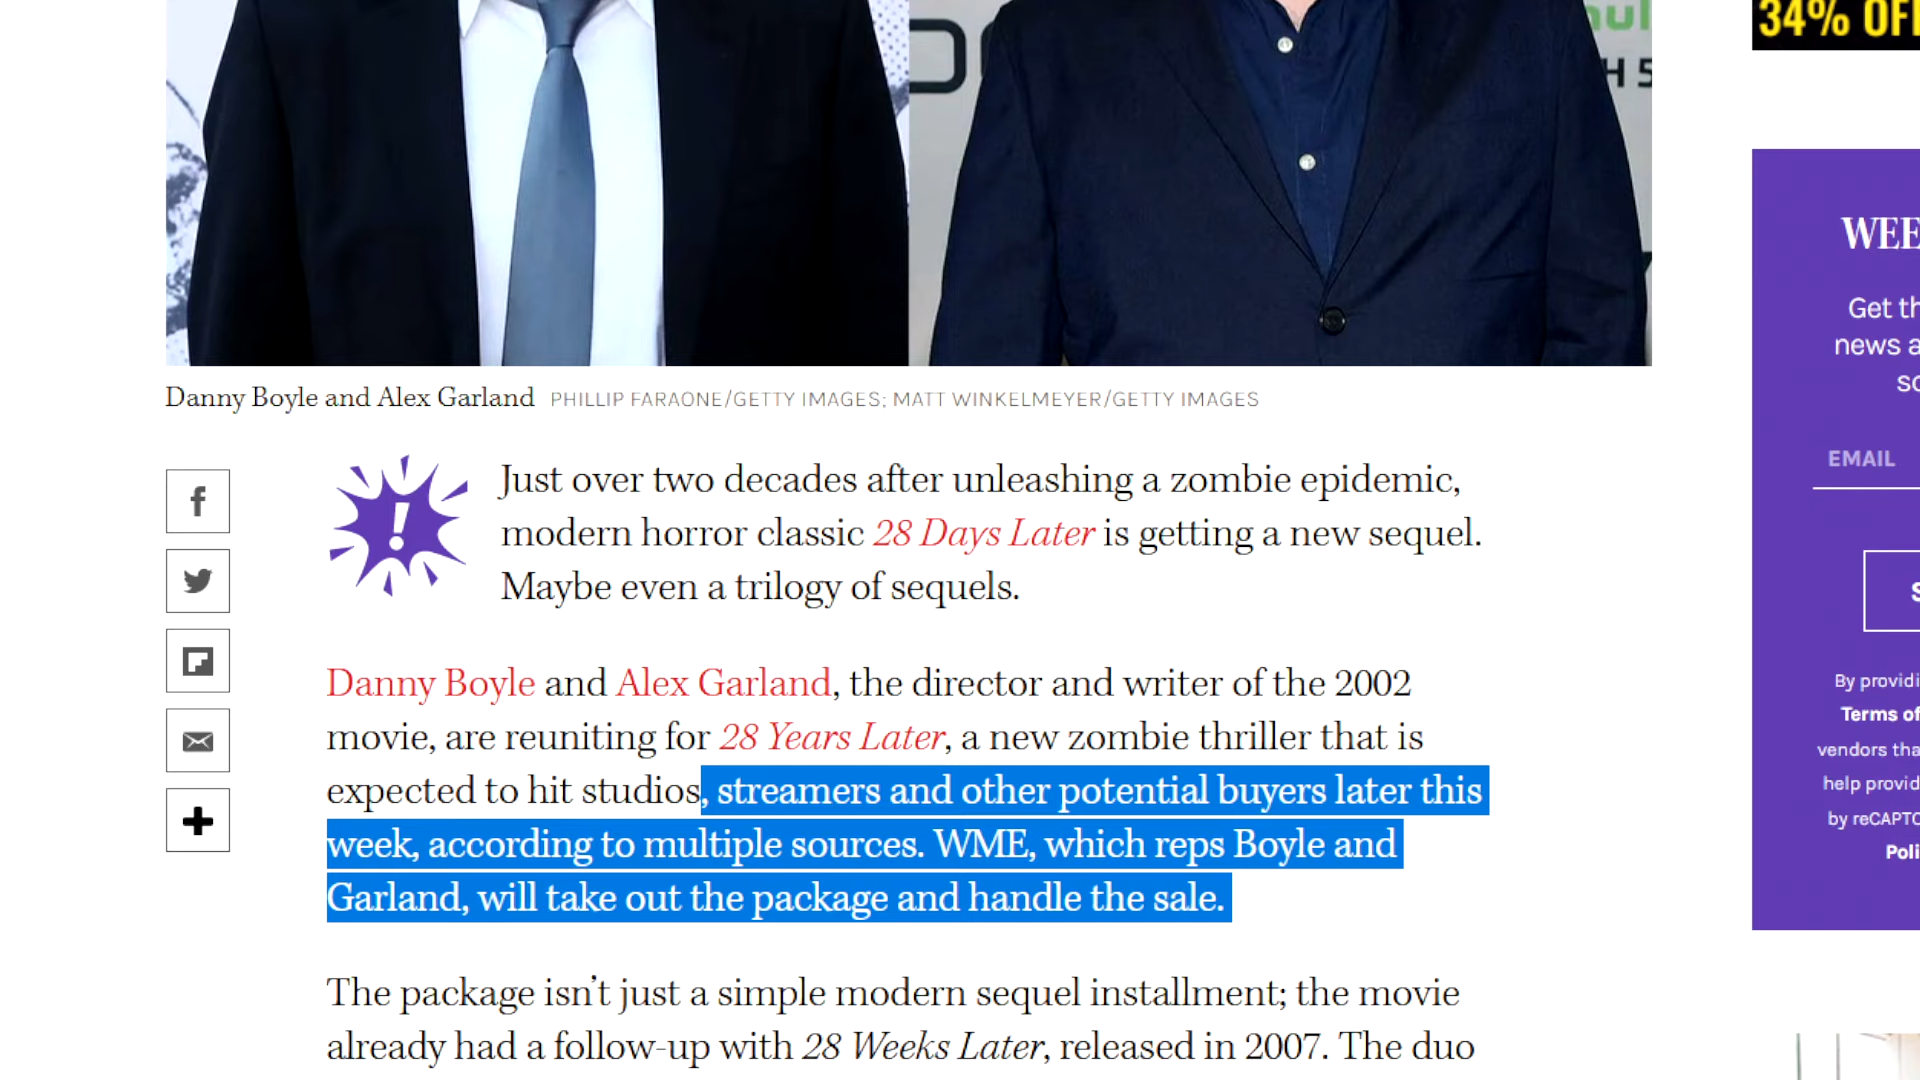 34% OFF
H 5
Danny Boyle and Alex Garland PHILLIP FARAONE/GETTY IMAGES; MATT WINKELMEYER/GETTY IMAGES
Just over two decades after unleashing a zombie epidemic,
modern horror classic 28 Days Later is getting a new sequel.
Maybe even a trilogy of sequels.
Danny Boyle and Alex Garland, the director and writer of the 2002
movie, are reuniting for 28 Years Later, a new zombie thriller that is
expected to hit studios, streamers and other potential buyers later this
week, according to multiple sources. WME, which reps Boyle and
Garland, will take out the package and handle the sale.
The package isn’t just a simple modern sequel installment; the movie
already had a follow-up with 28 Weeks Later, released in 2007. The duo
WEE
Get th
news a
so
EMAIL
S
By providi
Terms of
vendors tha
help provid
by reCAPTC
Poli